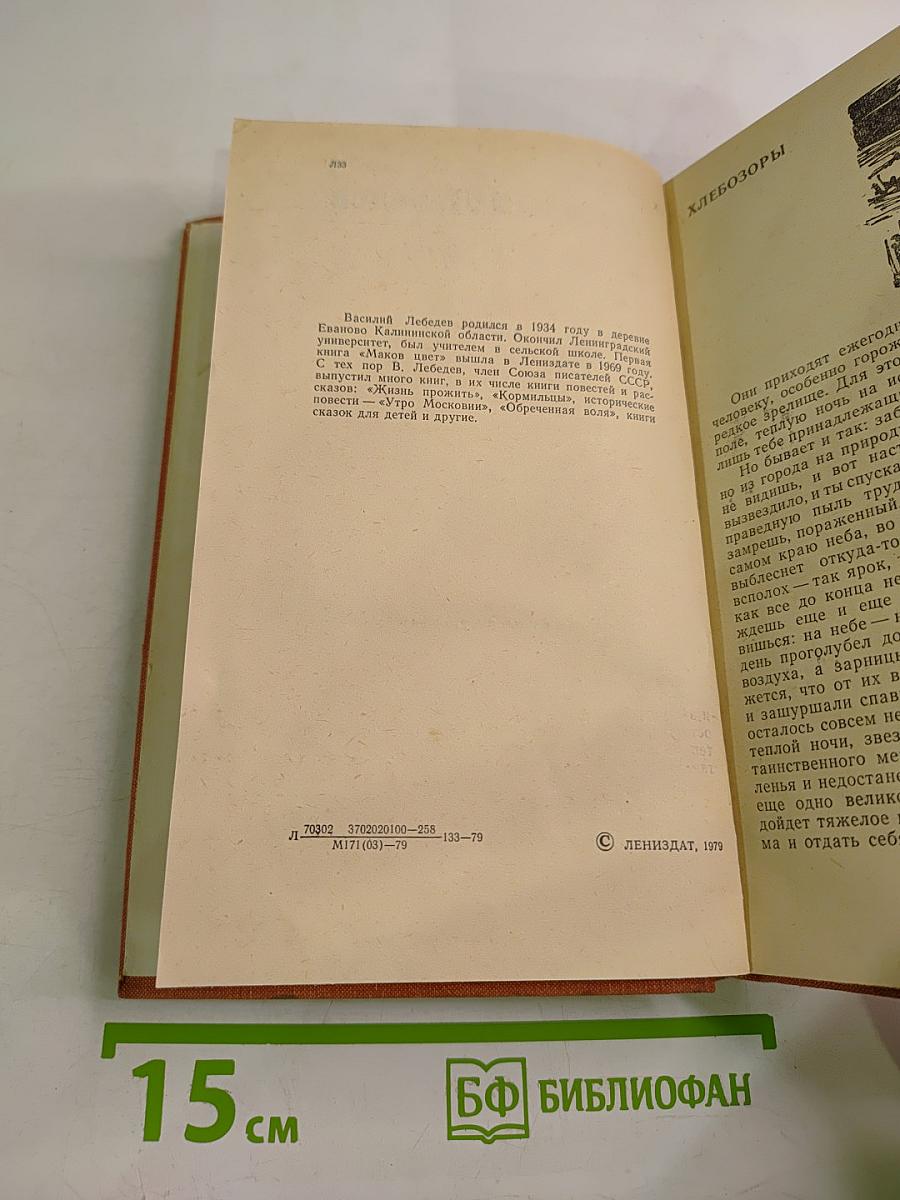 Л33
Василий Лебедев родился в 1934 году в деревне
Еваново Калининской области. Окончил Ленинградский
университет, был учителем в сельской школе. Первая
книга «Маков цвет» вышла в Лениздате в 1969 году.
С тех пор В. Лебедев, член Союза писателей СССР,
выпустил много книг, в их числе книги повестей и рас-
сказов: «Жизнь прожить», «Кормильцы», исторические
повести — «Утро Московии», «Обреченная воля», книги
сказок для детей и другие.
Л 70302 3702020100—258
М171(03)—79
—133—79
© ЛЕНИЗДАТ, 1979
ХЛЕБОЗОРЫ
Они приходят ежегодн
человеку, особенно горож
редкое зрелище. Для это
поле, теплую ночь на ис
лишь тебе принадлежащи
Но бывает и так: заб
но из города на природ
не видишь, и вот наст
вызвездило, и ты спуска
праведную пыль труд
замрешь, пораженный,
самом краю неба, во
выблеснет откуда-то
всполох — так ярок, —
как все до конца не
ждешь еще и еще
вишься: на небе — н
день проголубел до
воздуха, а зарниц
жется, что от их в
и зашуршали спав
осталось совсем не
теплой ночи, звез
таинственного ме
ленья и недостане
еще одно велико
дойдет тяжелое
ма и отдать себя
15 см
БФ БИБЛИОФАН